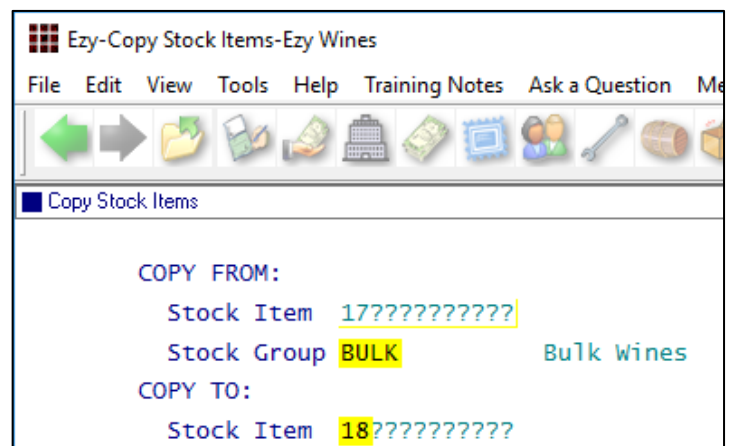 Ezy-Copy Stock Items-Ezy Wines
File Edit View Tools Help Training Notes Ask a Question Me
Copy Stock Items
COPY FROM:
Stock Item 17???????????
Stock Group BULK Bulk Wines
COPY TO:
Stock Item 18???????????